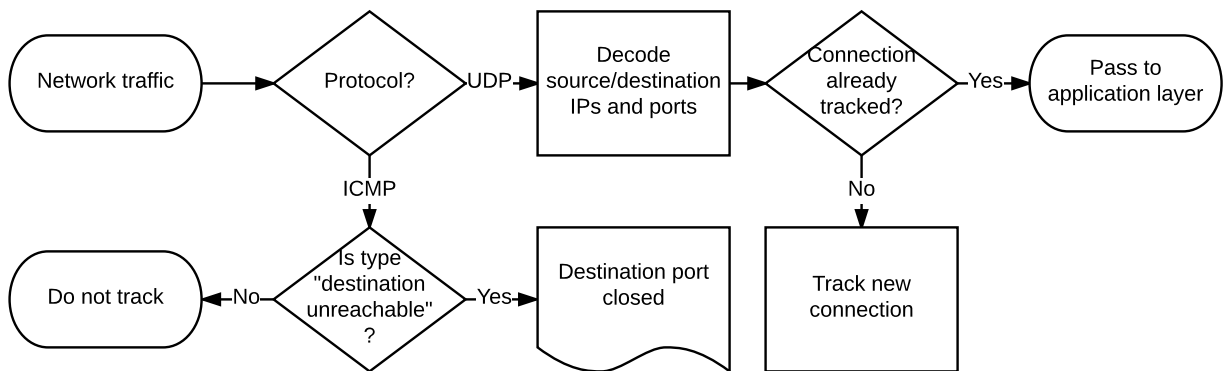 Network traffic
Protocol?
UDP
Decode
source/destination
IPs and ports
Connection
already
tracked?
Yes
Pass to
application layer
ICMP
No
Do not track
No
Is type
"destination
unreachable"
?
Yes
Destination port
closed
Track new
connection